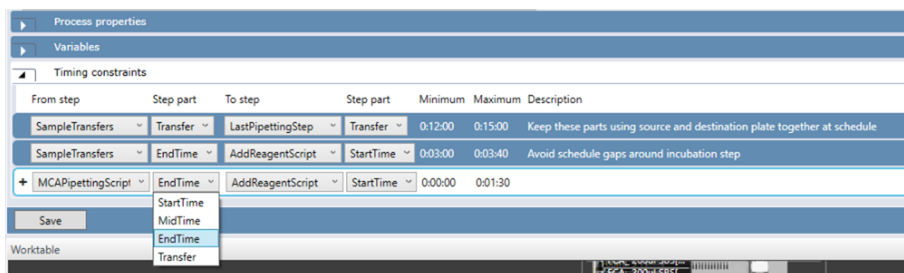 Process properties
Variables
Timing constraints
From step Step part To step Step part Minimum Maximum Description
SampleTransfers Transfer LastPipettingStep Transfer 0:12:00 0:15:00 Keep these parts using source and destination plate together at schedule
SampleTransfers EndTime AddReagentScript StartTime 0:03:00 0:03:40 Avoid schedule gaps around incubation step
+ MCAPipettingScript EndTime AddReagentScript StartTime 0:00:00 0:01:30
StartTime
Save MidTime
EndTime
Worktable Transfer